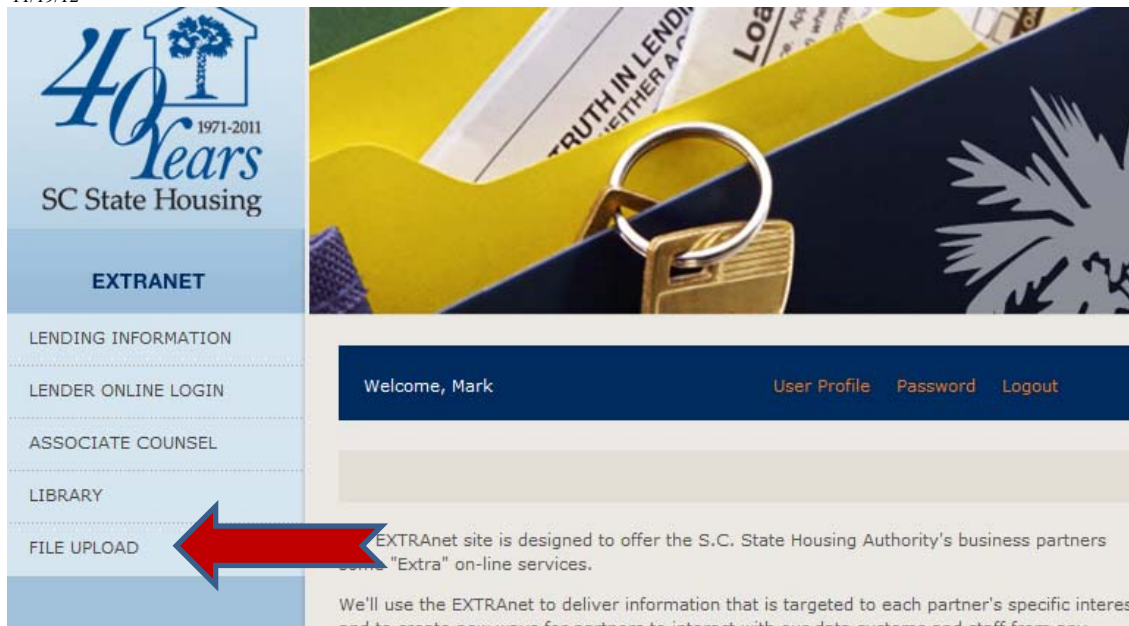 40
1971-2011
Years
SC State Housing
TRUTH IN LENDI
NEITHER A
Loa
EXTRANET
LENDING INFORMATION
LENDER ONLINE LOGIN
ASSOCIATE COUNSEL
LIBRARY
FILE UPLOAD
Welcome, Mark
User Profile Password Logout
EXTRAnet site is designed to offer the S.C. State Housing Authority's business partners
"Extra" on-line services.
We'll use the EXTRAnet to deliver information that is targeted to each partner's specific interes